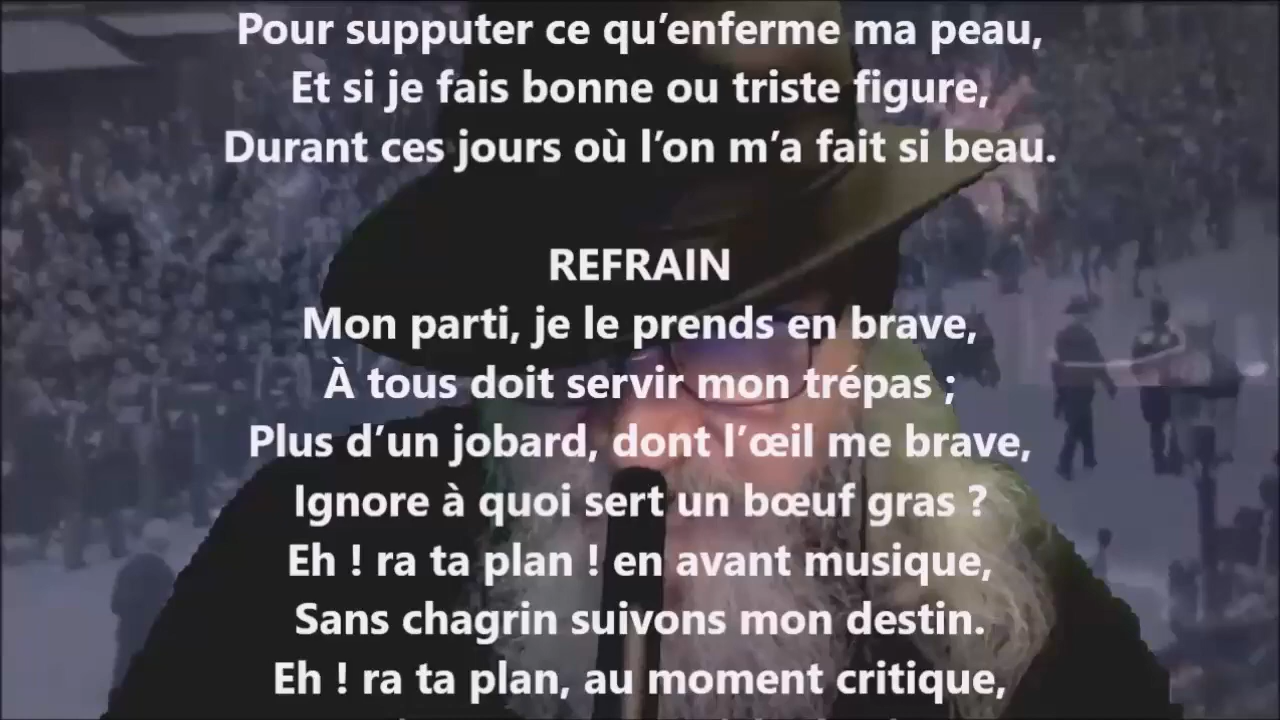 Pour supputer ce qu’enferme ma peau,
Et si je fais bonne ou triste figure,
Durant ces jours où l’on m’a fait si beau.
REFRAIN
Mon parti, je le prends en brave,
À tous doit servir mon trépas ;
Plus d’un jobard, dont l’œil me brave,
Ignore à quoi sert un bœuf gras ?
Eh ! ra ta plan ! en avant musique,
Sans chagrin suivons mon destin.
Eh ! ra ta plan, au moment critique,